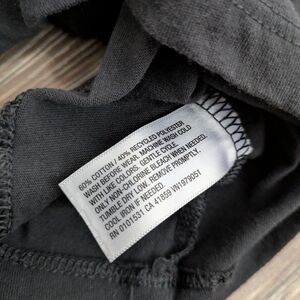 60% COTTON / 40% RECYCLED POLYESTER
WASH BEFORE WEAR. MACHINE WASH COLD
WITH LIKE COLORS. GENTLE CYCLE.
ONLY NON-CHLORINE BLEACH WHEN NEEDED.
TUMBLE DRY LOW. REMOVE PROMPTLY.
COOL IRON IF NEEDED.
RN 0101531 CA 41859 VN1979051